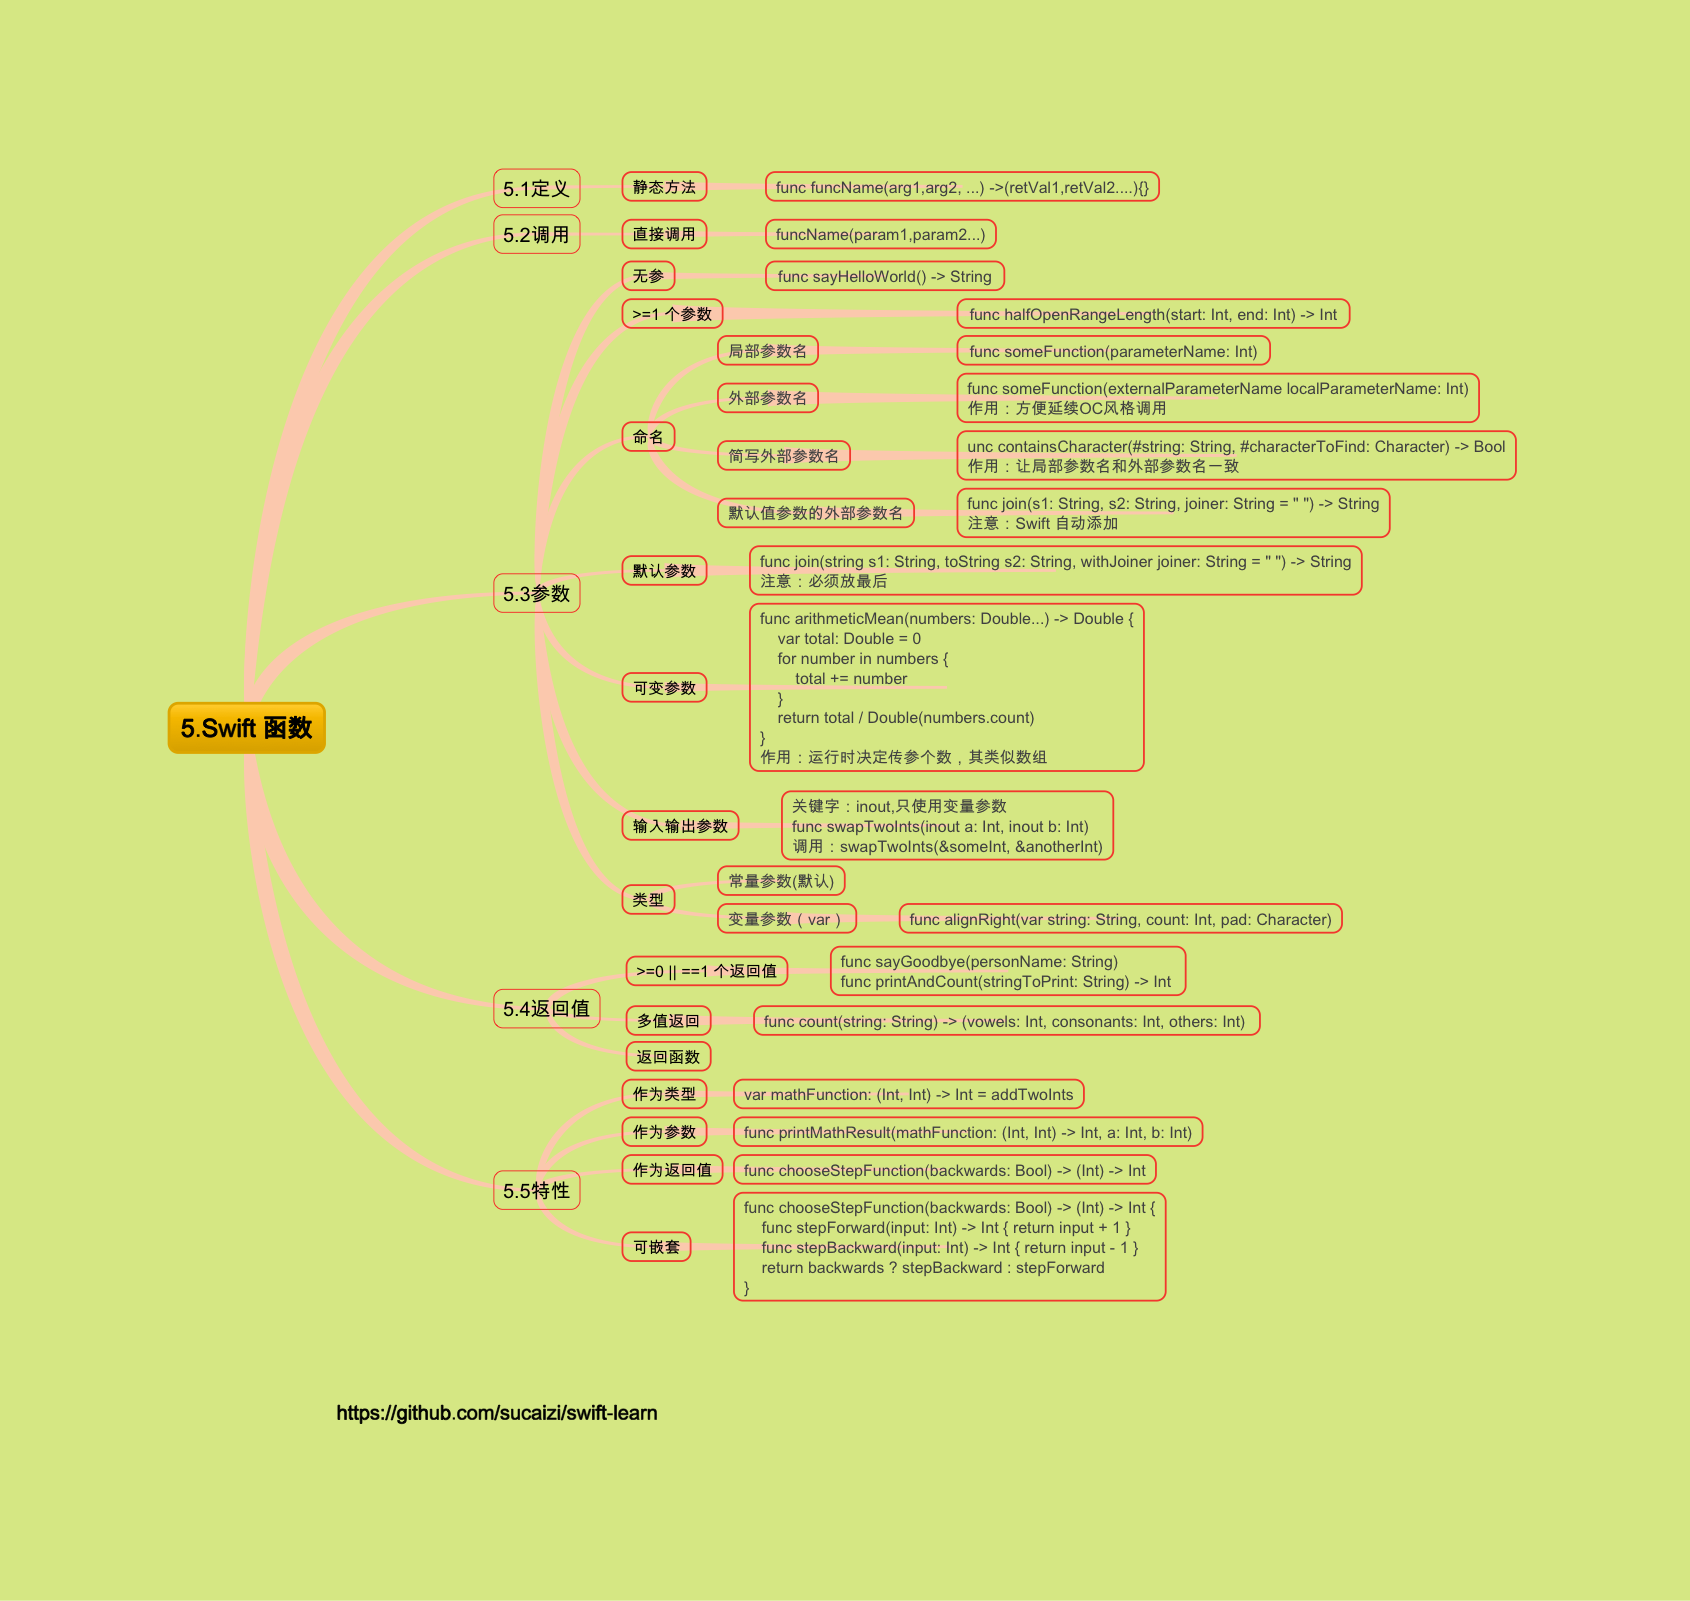 5.Swift 函数
5.1定义
静态方法
func funcName(arg1,arg2, ...) ->(retVal1,retVal2....){}
5.2调用
直接调用
funcName(param1,param2...)
5.3参数
无参
func sayHelloWorld() -> String
>=1 个参数
func halfOpenRangeLength(start: Int, end: Int) -> Int
命名
局部参数名
func someFunction(parameterName: Int)
外部参数名
func someFunction(externalParameterName localParameterName: Int)
作用：方便延续OC风格调用
简写外部参数名
unc containsCharacter(#string: String, #characterToFind: Character) -> Bool
作用：让局部参数名和外部参数名一致
默认值参数的外部参数名
func join(s1: String, s2: String, joiner: String = " ") -> String
注意：Swift 自动添加
默认参数
func join(string s1: String, toString s2: String, withJoiner joiner: String = " ") -> String
注意：必须放最后
可变参数
func arithmeticMean(numbers: Double...) -> Double {
    var total: Double = 0
    for number in numbers {
        total += number
    }
    return total / Double(numbers.count)
}
作用：运行时决定传参个数，其类似数组
输入输出参数
关键字：inout,只使用变量参数
func swapTwoInts(inout a: Int, inout b: Int)
调用：swapTwoInts(&someInt, &anotherInt)
类型
常量参数(默认)
变量参数（var）
func alignRight(var string: String, count: Int, pad: Character)
5.4返回值
>=0 || ==1 个返回值
func sayGoodbye(personName: String)
func printAndCount(stringToPrint: String) -> Int
多值返回
func count(string: String) -> (vowels: Int, consonants: Int, others: Int)
返回函数
5.5特性
作为类型
var mathFunction: (Int, Int) -> Int = addTwoInts
作为参数
func printMathResult(mathFunction: (Int, Int) -> Int, a: Int, b: Int)
作为返回值
func chooseStepFunction(backwards: Bool) -> (Int) -> Int
可嵌套
func chooseStepFunction(backwards: Bool) -> (Int) -> Int {
    func stepForward(input: Int) -> Int { return input + 1 }
    func stepBackward(input: Int) -> Int { return input - 1 }
    return backwards ? stepBackward : stepForward
}
https://github.com/sucaizi/swift-learn